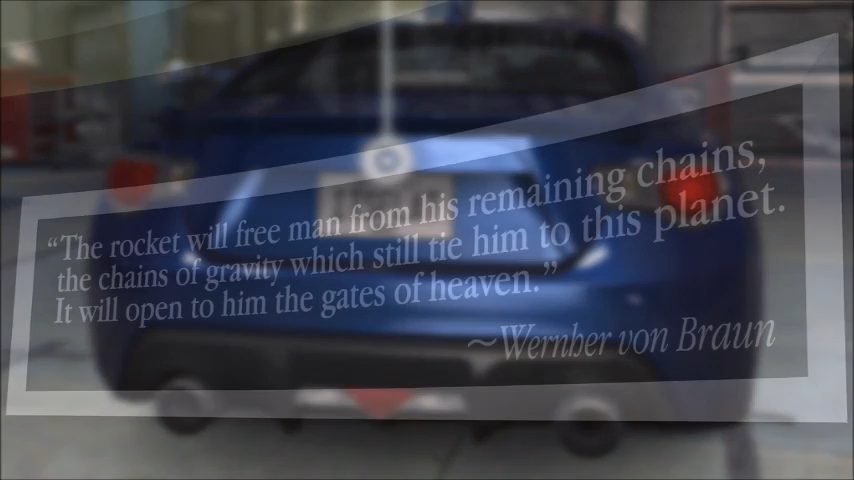 “The rocket will free man from his remaining chains,
the chains of gravity which still tie him to this planet.
It will open to him the gates of heaven.”
~Wernher von Braun